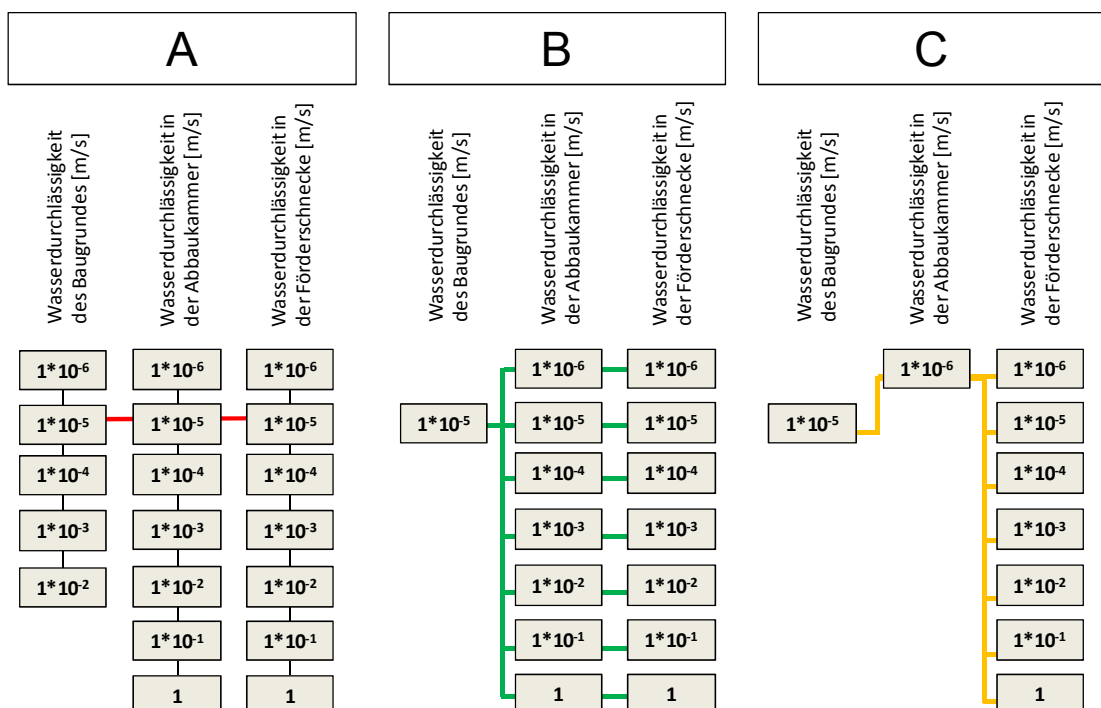 A
B
C
Wasserdurchlässigkeit
des Baugrundes [m/s]
Wasserdurchlässigkeit in
der Abbaukammer [m/s]
Wasserdurchlässigkeit in
der Förderschnecke [m/s]
Wasserdurchlässigkeit
des Baugrundes [m/s]
Wasserdurchlässigkeit in
der Abbaukammer [m/s]
Wasserdurchlässigkeit in
der Förderschnecke [m/s]
Wasserdurchlässigkeit
des Baugrundes [m/s]
Wasserdurchlässigkeit in
der Abbaukammer [m/s]
Wasserdurchlässigkeit in
der Förderschnecke [m/s]
1*10⁻⁶ 1*10⁻⁶ 1*10⁻⁶ 1*10⁻⁶ 1*10⁻⁶ 1*10⁻⁶ 1*10⁻⁶
1*10⁻⁵ 1*10⁻⁵ 1*10⁻⁵ 1*10⁻⁵ 1*10⁻⁵ 1*10⁻⁵ 1*10⁻⁵ 1*10⁻⁵
1*10⁻⁴ 1*10⁻⁴ 1*10⁻⁴ 1*10⁻⁴ 1*10⁻⁴ 1*10⁻⁴
1*10⁻³ 1*10⁻³ 1*10⁻³ 1*10⁻³ 1*10⁻³ 1*10⁻³
1*10⁻² 1*10⁻² 1*10⁻² 1*10⁻² 1*10⁻² 1*10⁻²
1*10⁻¹ 1*10⁻¹ 1*10⁻¹ 1*10⁻¹ 1*10⁻¹
1 1 1 1 1